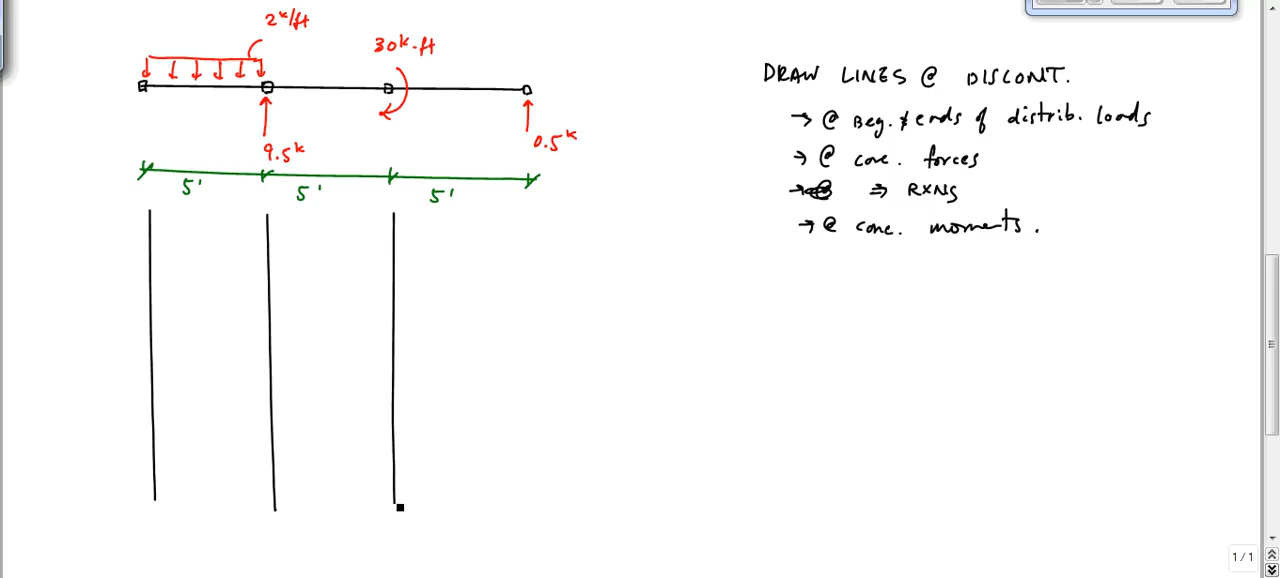 2ᵏ/ft
30k·ft
9.5ᵏ
0.5ᵏ
5' 5' 5'
DRAW LINES @ DISCONT.
→ @ Beg. & ends of distrib. loads
→ @ conc. forces
→ ⇒ RXNS
→ @ conc. moments.
1 / 1